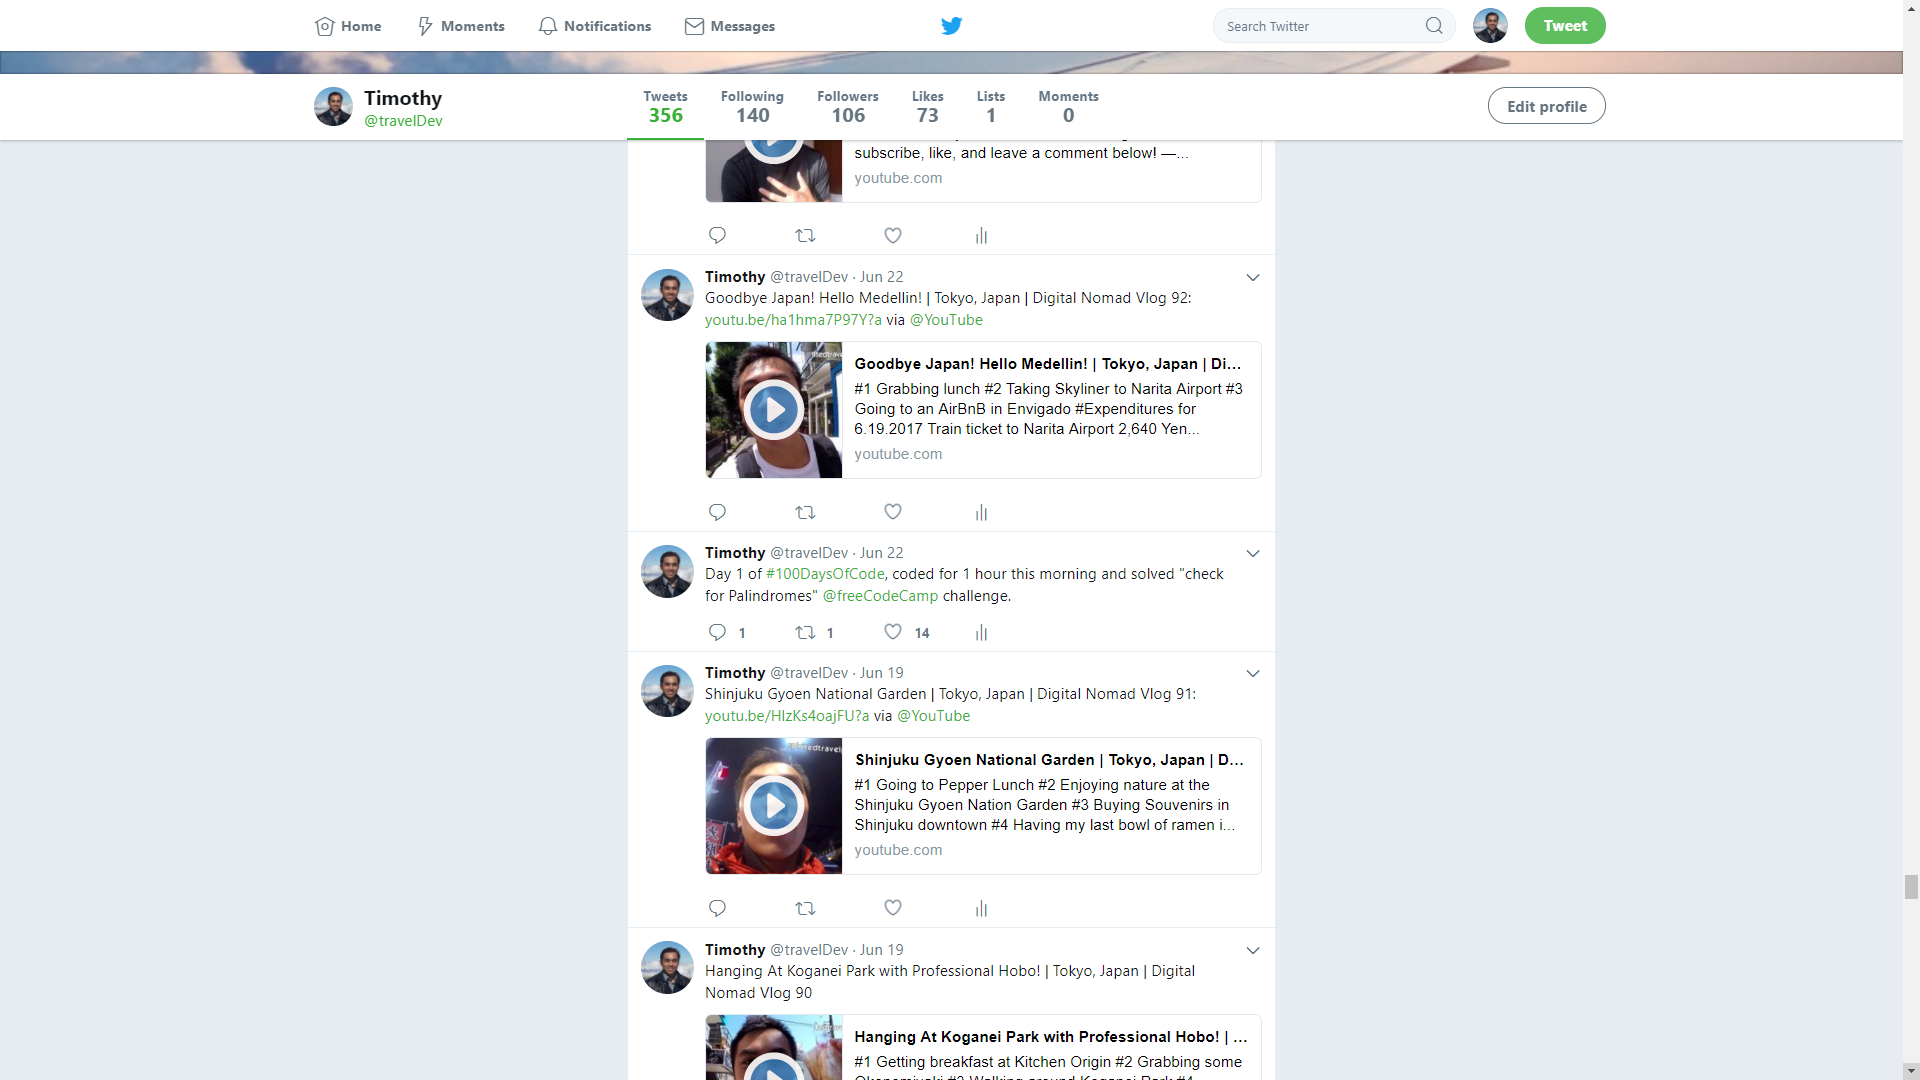 Home
Moments
Notifications
Messages
Search Twitter
Tweet
Timothy
@travelDev
Tweets
356
Following
140
Followers
106
Likes
73
Lists
1
Moments
0
Edit profile
subscribe, like, and leave a comment below! —...
youtube.com
Timothy @travelDev · Jun 22
Goodbye Japan! Hello Medellin! | Tokyo, Japan | Digital Nomad Vlog 92:
youtu.be/ha1hma7P97Y?a via @YouTube
Goodbye Japan! Hello Medellin! | Tokyo, Japan | Di...
#1 Grabbing lunch #2 Taking Skyliner to Narita Airport #3
Going to an AirBnB in Envigado #Expenditures for
6.19.2017 Train ticket to Narita Airport 2,640 Yen...
youtube.com
Timothy @travelDev · Jun 22
Day 1 of #100DaysOfCode, coded for 1 hour this morning and solved "check
for Palindromes" @freeCodeCamp challenge.
1 1 14
Timothy @travelDev · Jun 19
Shinjuku Gyoen National Garden | Tokyo, Japan | Digital Nomad Vlog 91:
youtu.be/HIzKs4oajFU?a via @YouTube
Shinjuku Gyoen National Garden | Tokyo, Japan | D...
#1 Going to Pepper Lunch #2 Enjoying nature at the
Shinjuku Gyoen Nation Garden #3 Buying Souvenirs in
Shinjuku downtown #4 Having my last bowl of ramen i...
youtube.com
Timothy @travelDev · Jun 19
Hanging At Koganei Park with Professional Hobo! | Tokyo, Japan | Digital
Nomad Vlog 90
Hanging At Koganei Park with Professional Hobo! | ...
#1 Getting breakfast at Kitchen Origin #2 Grabbing some